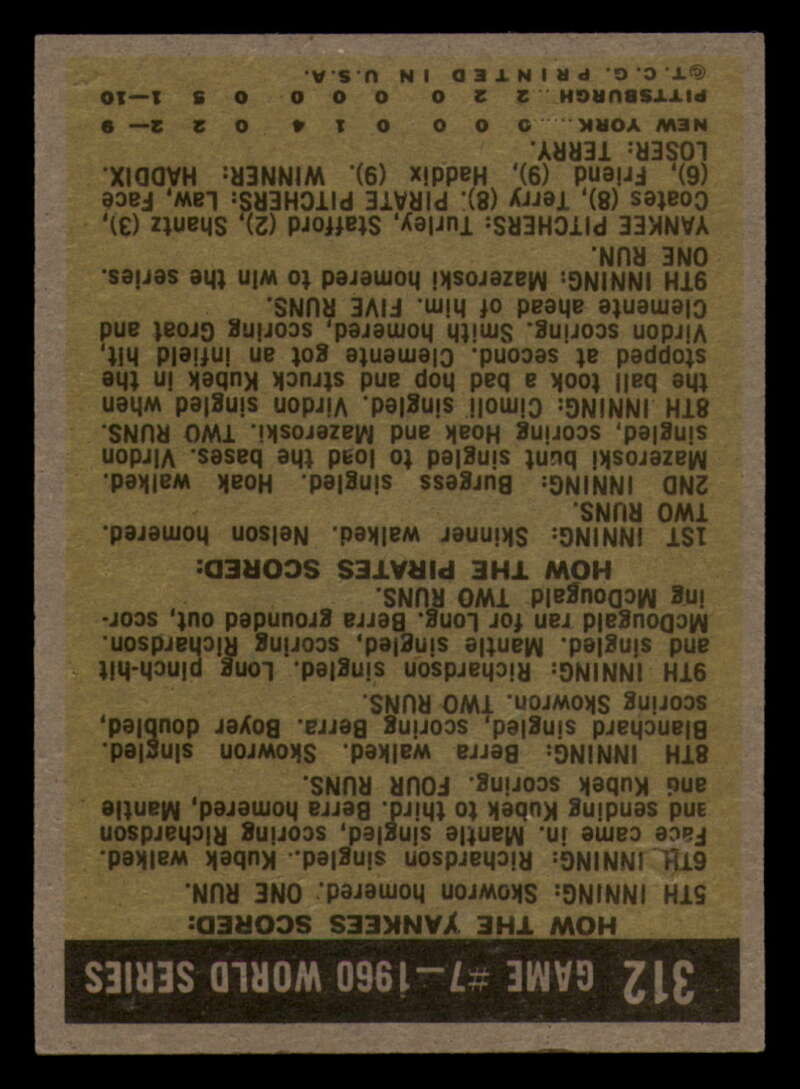 312 GAME #7—1960 WORLD SERIES
HOW THE YANKEES SCORED:
5TH INNING: Skowron homered. ONE RUN.
6TH INNING: Richardson singled. Kubek walked.
Face came in. Mantle singled, scoring Richardson
and sending Kubek to third. Berra homered, Mantle
and Kubek scoring. FOUR RUNS.
8TH INNING: Berra walked. Skowron singled.
Blanchard singled, scoring Berra. Boyer doubled,
scoring Skowron. TWO RUNS.
9TH INNING: Richardson singled. Long pinch-hit
and singled. Mantle singled, scoring Richardson.
McDougald ran for Long. Berra grounded out, scor-
ing McDougald. TWO RUNS.
HOW THE PIRATES SCORED:
1ST INNING: Skinner walked. Nelson homered.
TWO RUNS.
2ND INNING: Burgess singled. Hoak walked.
Mazeroski bunt singled to load the bases. Virdon
singled, scoring Hoak and Mazeroski. TWO RUNS.
8TH INNING: Cimoli singled. Virdon singled when
the ball took a bad hop and struck Kubek in the
stopped at second. Clemente got an infield hit,
Virdon scoring. Smith homered, scoring Groat and
Clemente ahead of him. FIVE RUNS.
9TH INNING: Mazeroski homered to win the series.
ONE RUN.
YANKEE PITCHERS: Turley, Stafford (2), Shantz (3),
Coates (8), Terry (8). PIRATE PITCHERS: Law, Face
(6), Friend (9), Haddix (9). WINNER: HADDIX.
LOSER: TERRY.
NEW YORK..... 0 0 0 0 1 4 0 2 2—9
PITTSBURGH .. 2 2 0 0 0 0 0 5 1—10
©T.C.G. PRINTED IN U.S.A.